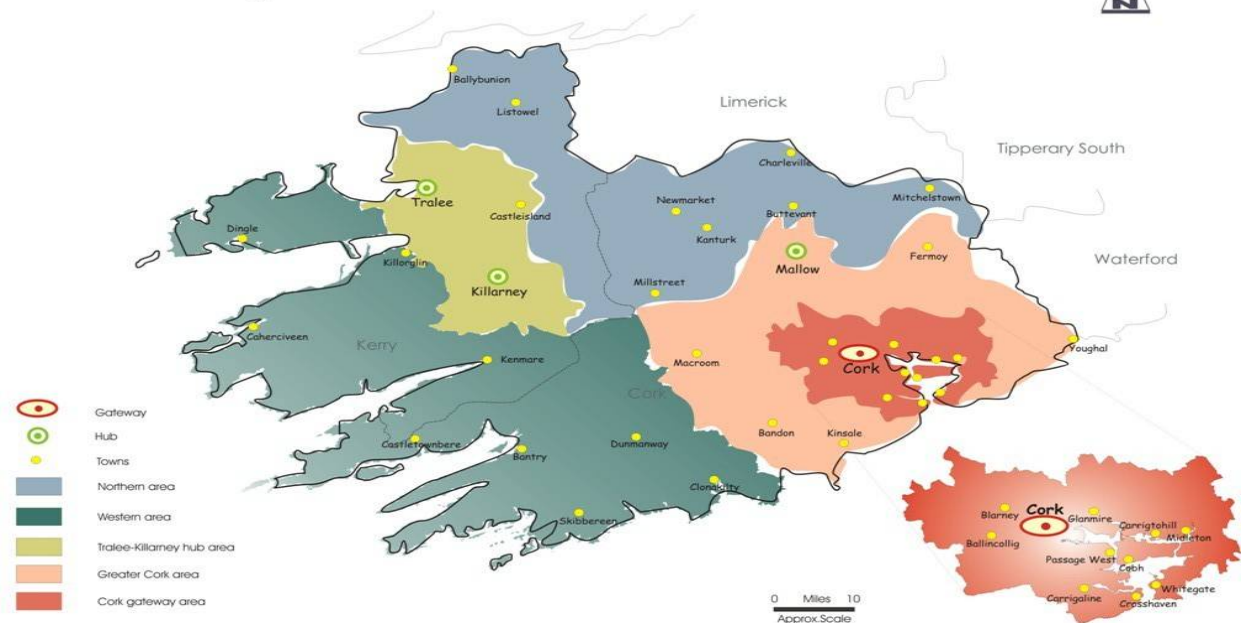 N
Ballybunion
Listowel
Limerick
Tipperary South
Charleville
Mitchelstown
Tralee
Castleisland
Newmarket
Buttevant
Kanturk
Dingle
Killorglin
Mallow
Fermoy
Waterford
Killarney
Millstreet
Caherciveen
Kerry
Kenmare
Macroom
Cork
Youghal
Cork
Castletownbere
Bantry
Dunmanway
Bandon
Kinsale
Clonakilty
Skibbereen
Gateway
Hub
Towns
Northern area
Western area
Tralee-Killarney hub area
Greater Cork area
Cork gateway area
Blarney
Cork
Glanmire
Carrigtohill
Midleton
Ballincollig
Passage West
Cobh
Whitegate
Carrigaline
Crosshaven
0 Miles 10
Approx.Scale